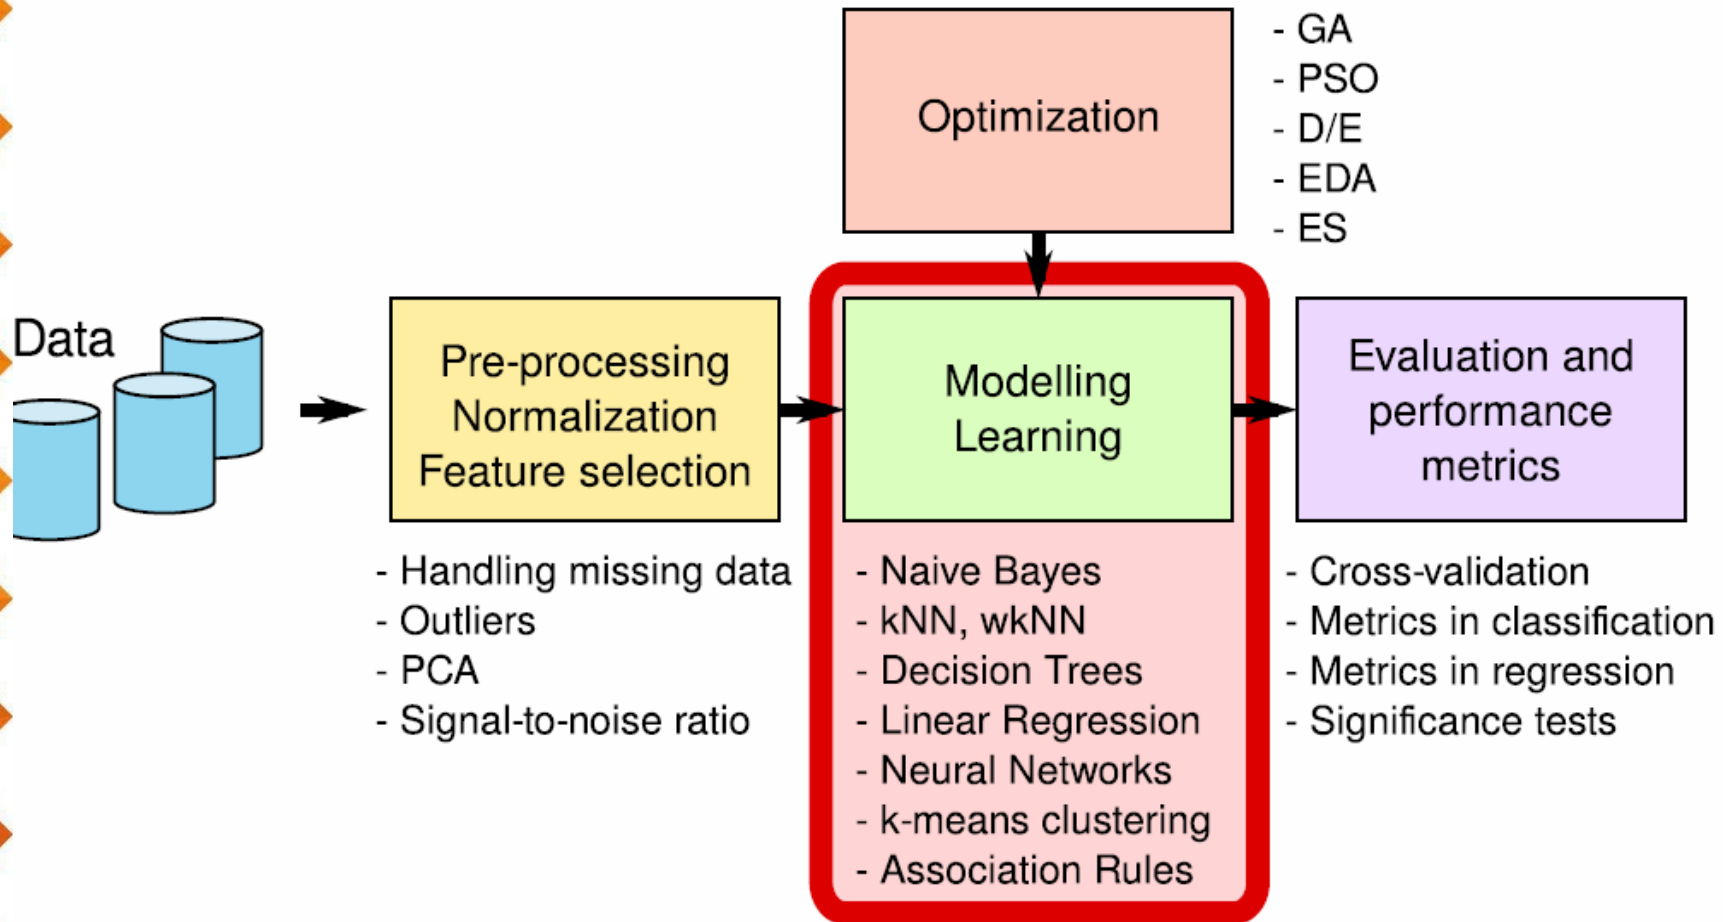 Optimization
- GA
- PSO
- D/E
- EDA
- ES
Data
Pre-processing
Normalization
Feature selection
- Handling missing data
- Outliers
- PCA
- Signal-to-noise ratio
Modelling
Learning
- Naive Bayes
- kNN, wkNN
- Decision Trees
- Linear Regression
- Neural Networks
- k-means clustering
- Association Rules
Evaluation and
performance
metrics
- Cross-validation
- Metrics in classification
- Metrics in regression
- Significance tests